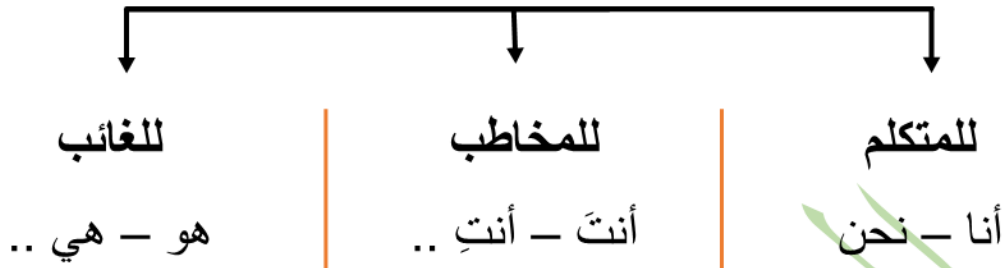 للمتكلم
أنا – نحن
للمخاطب
أنتَ – أنتِ ..
للغائب
هو – هي ..